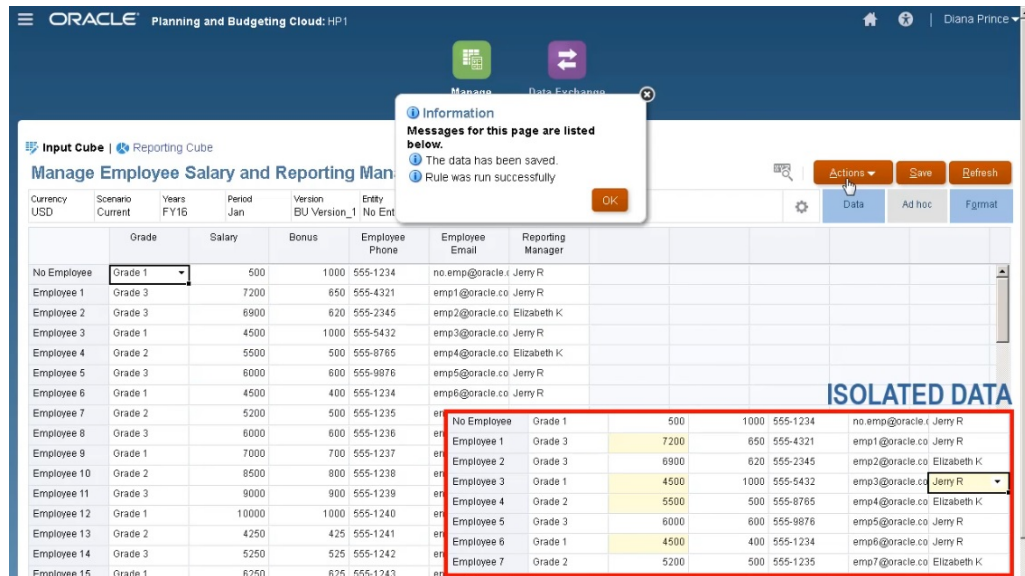 ORACLE Planning and Budgeting Cloud: HP1 Diana Prince
Manage Data Exchange
Information
Messages for this page are listed
below.
The data has been saved.
Rule was run successfully
OK
Input Cube | Reporting Cube
Manage Employee Salary and Reporting Man
Actions Save Refresh
Currency Scenario Years Period Version Entity
USD Current FY16 Jan BU Version_1 No Ent
Data Ad hoc Format
Grade Salary Bonus Employee Phone Employee Email Reporting Manager
No Employee Grade 1 500 1000 555-1234 no.emp@oracle.c Jerry R
Employee 1 Grade 3 7200 650 555-4321 emp1@oracle.co Jerry R
Employee 2 Grade 3 6900 620 555-2345 emp2@oracle.co Elizabeth K
Employee 3 Grade 1 4500 1000 555-5432 emp3@oracle.co Jerry R
Employee 4 Grade 2 5500 500 555-8765 emp4@oracle.co Elizabeth K
Employee 5 Grade 3 6000 600 555-9876 emp5@oracle.co Jerry R
Employee 6 Grade 1 4500 400 555-1234 emp6@oracle.co Jerry R
Employee 7 Grade 2 5200 500 555-1235
Employee 8 Grade 3 6000 600 555-1236
Employee 9 Grade 1 7000 700 555-1237
Employee 10 Grade 2 8500 800 555-1238
Employee 11 Grade 3 9000 900 555-1239
Employee 12 Grade 1 10000 1000 555-1240
Employee 13 Grade 2 4250 425 555-1241
Employee 14 Grade 3 5250 525 555-1242
Employee 15 Grade 1 6250 625 555-1243
ISOLATED DATA
No Employee Grade 1 500 1000 555-1234 no.emp@oracle.c Jerry R
Employee 1 Grade 3 7200 650 555-4321 emp1@oracle.co Jerry R
Employee 2 Grade 3 6900 620 555-2345 emp2@oracle.co Elizabeth K
Employee 3 Grade 1 4500 1000 555-5432 emp3@oracle.co Jerry R
Employee 4 Grade 2 5500 500 555-8765 emp4@oracle.co Elizabeth K
Employee 5 Grade 3 6000 600 555-9876 emp5@oracle.co Jerry R
Employee 6 Grade 1 4500 400 555-1234 emp6@oracle.co Jerry R
Employee 7 Grade 2 5200 500 555-1235 emp7@oracle.co Elizabeth K